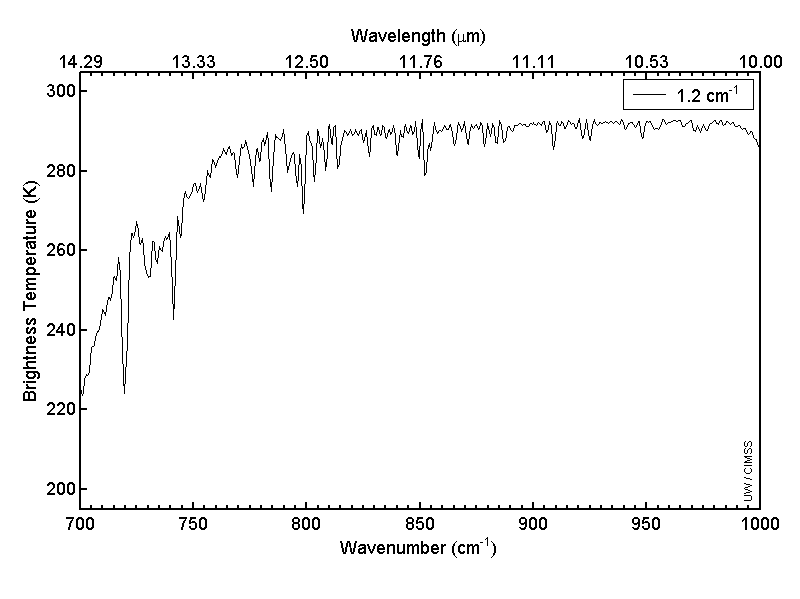 Wavelength (μm)
14.29 13.33 12.50 11.76 11.11 10.53 10.00
300
1.2 cm⁻¹
280
260
240
220
200
Brightness Temperature (K)
UW / CIMSS
700 750 800 850 900 950 1000
Wavenumber (cm⁻¹)